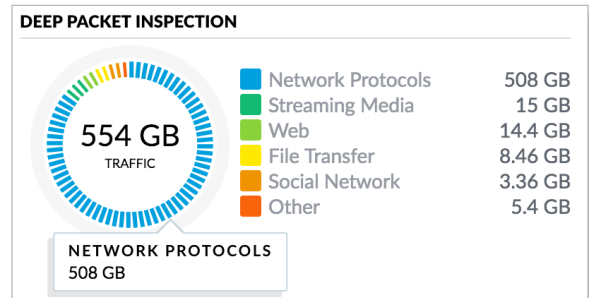 DEEP PACKET INSPECTION
554 GB
TRAFFIC
Network Protocols 508 GB
Streaming Media 15 GB
Web 14.4 GB
File Transfer 8.46 GB
Social Network 3.36 GB
Other 5.4 GB
NETWORK PROTOCOLS
508 GB